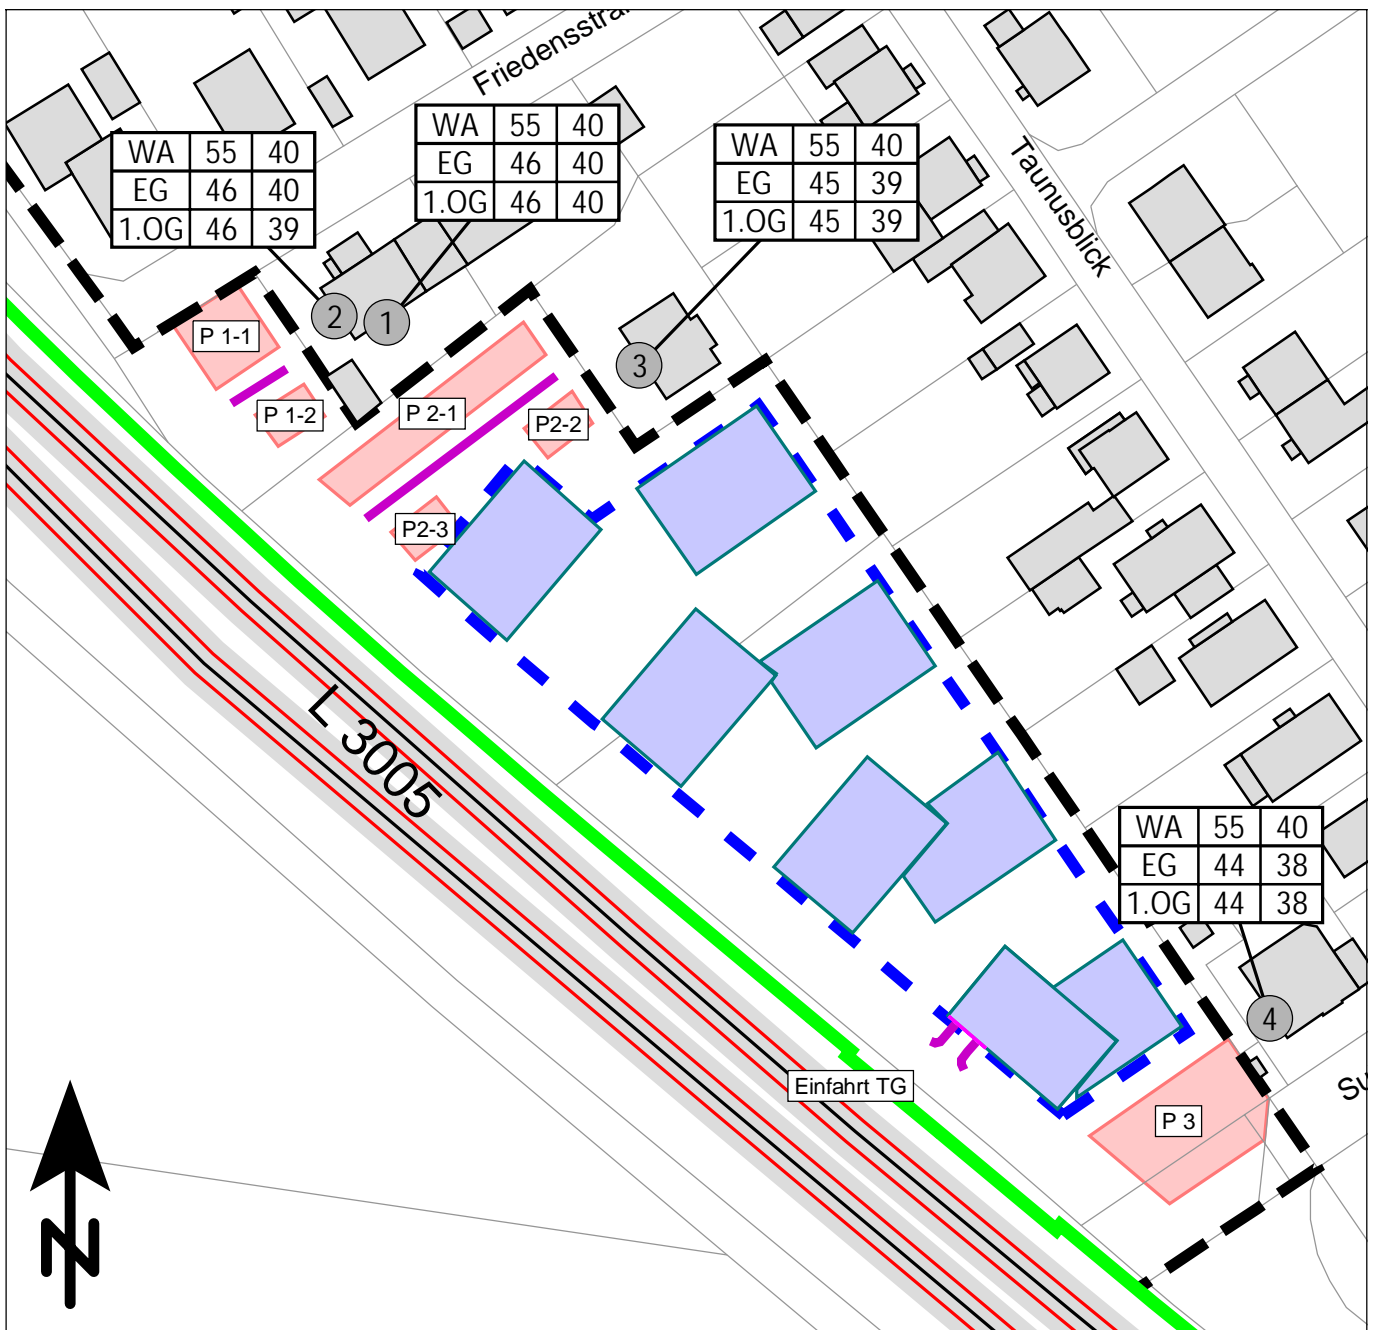 Friedensstra
WA 55 40
EG 46 40
1.OG 46 39
WA 55 40
EG 46 40
1.OG 46 40
WA 55 40
EG 45 39
1.OG 45 39
Taunusblick
2
1
3
P 1-1
P 1-2
P 2-1
P2-2
P2-3
L 3005
WA 55 40
EG 44 38
1.OG 44 38
4
Einfahrt TG
P 3
Su
N